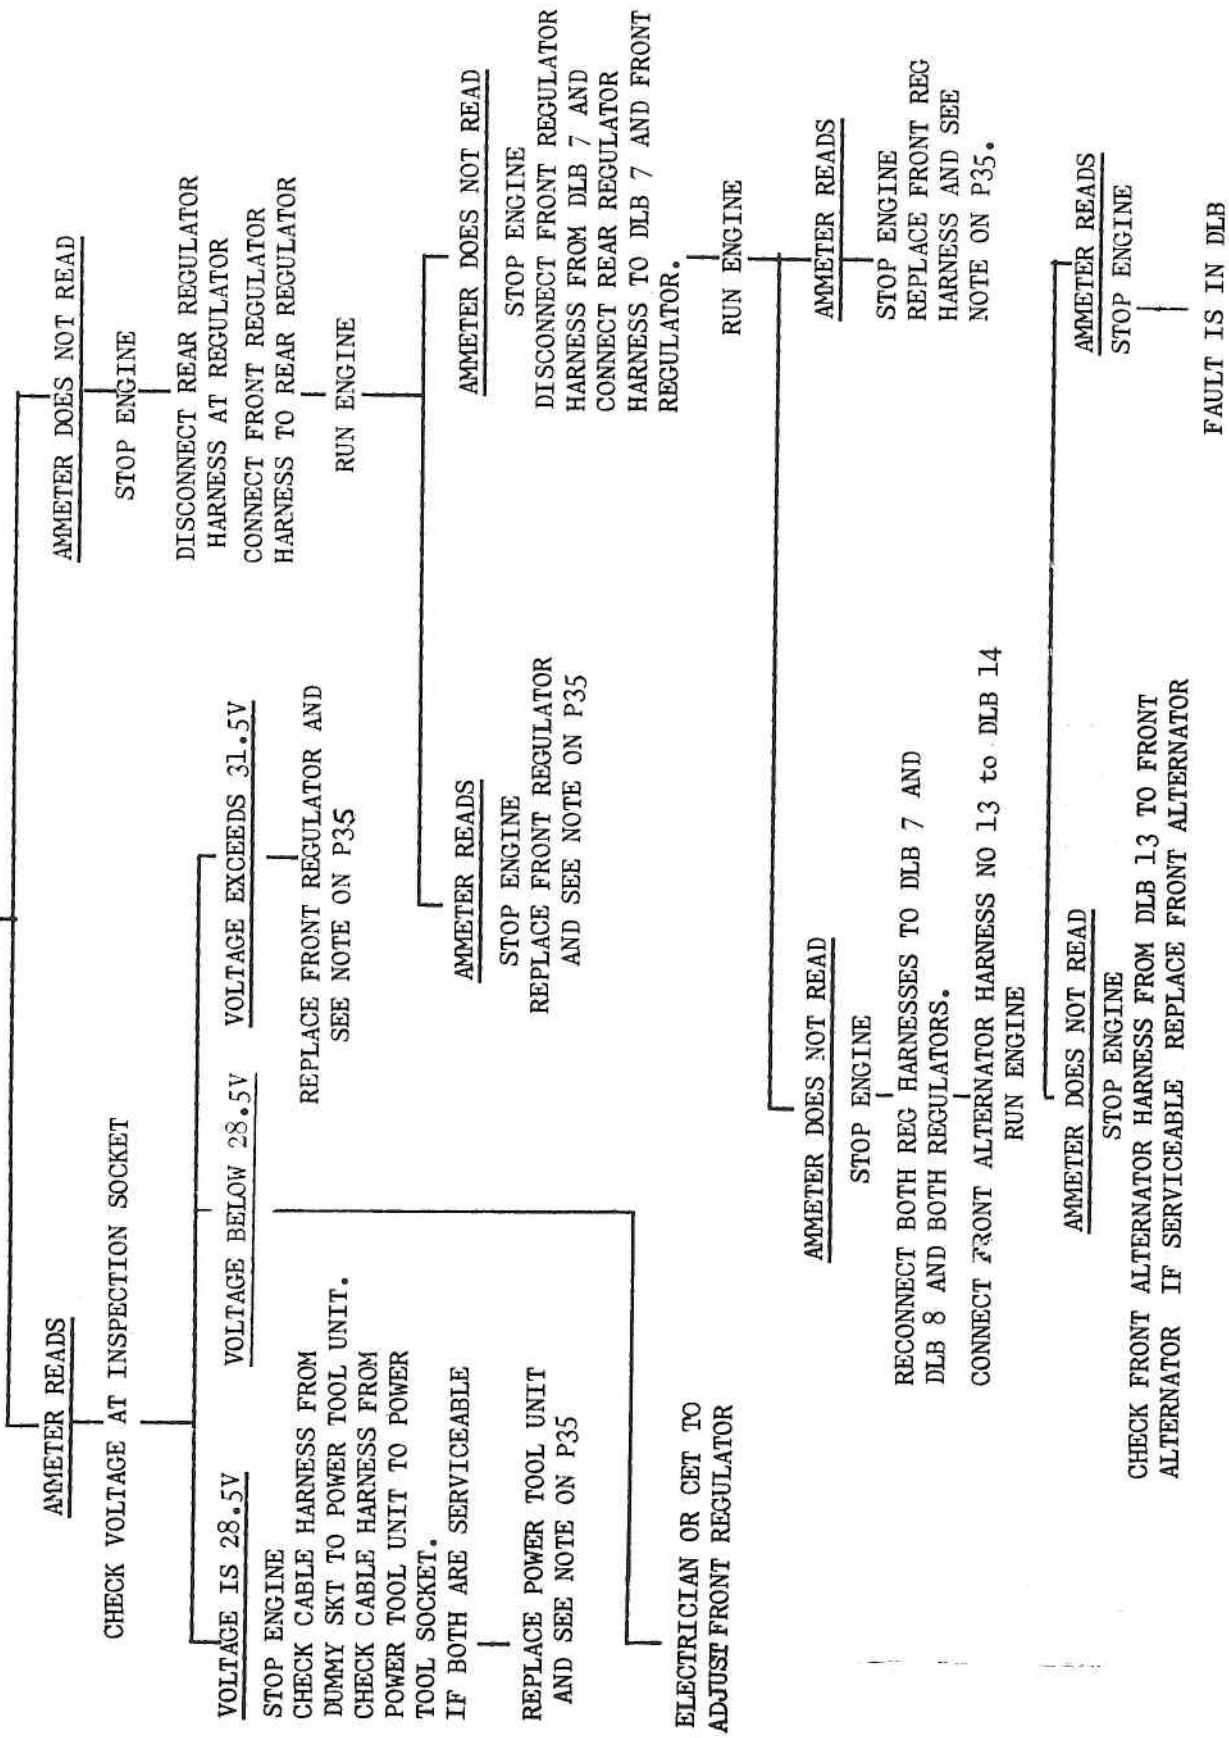 AMMETER READS
CHECK VOLTAGE AT INSPECTION SOCKET
VOLTAGE IS 28.5V
STOP ENGINE
CHECK CABLE HARNESS FROM
DUMMY SKT TO POWER TOOL UNIT.
CHECK CABLE HARNESS FROM
POWER TOOL UNIT TO POWER
TOOL SOCKET.
IF BOTH ARE SERVICEABLE
REPLACE POWER TOOL UNIT
AND SEE NOTE ON P35
VOLTAGE BELOW 28.5V
ELECTRICIAN OR CET TO
ADJUST FRONT REGULATOR
VOLTAGE EXCEEDS 31.5V
REPLACE FRONT REGULATOR AND
SEE NOTE ON P35
AMMETER DOES NOT READ
STOP ENGINE
DISCONNECT REAR REGULATOR
HARNESS AT REGULATOR
CONNECT FRONT REGULATOR
HARNESS TO REAR REGULATOR
RUN ENGINE
AMMETER READS
STOP ENGINE
REPLACE FRONT REGULATOR
AND SEE NOTE ON P35
AMMETER DOES NOT READ
STOP ENGINE
DISCONNECT FRONT REGULATOR
HARNESS FROM DLB 7 AND
CONNECT REAR REGULATOR
HARNESS TO DLB 7 AND FRONT
REGULATOR.
RUN ENGINE
AMMETER DOES NOT READ
STOP ENGINE
RECONNECT BOTH REG HARNESSES TO DLB 7 AND
DLB 8 AND BOTH REGULATORS.
CONNECT FRONT ALTERNATOR HARNESS NO 13 to DLB 14
RUN ENGINE
AMMETER READS
STOP ENGINE
REPLACE FRONT REG
HARNESS AND SEE
NOTE ON P35.
AMMETER DOES NOT READ
STOP ENGINE
CHECK FRONT ALTERNATOR HARNESS FROM DLB 13 TO FRONT
ALTERNATOR IF SERVICEABLE REPLACE FRONT ALTERNATOR
AMMETER READS
STOP ENGINE
FAULT IS IN DLB